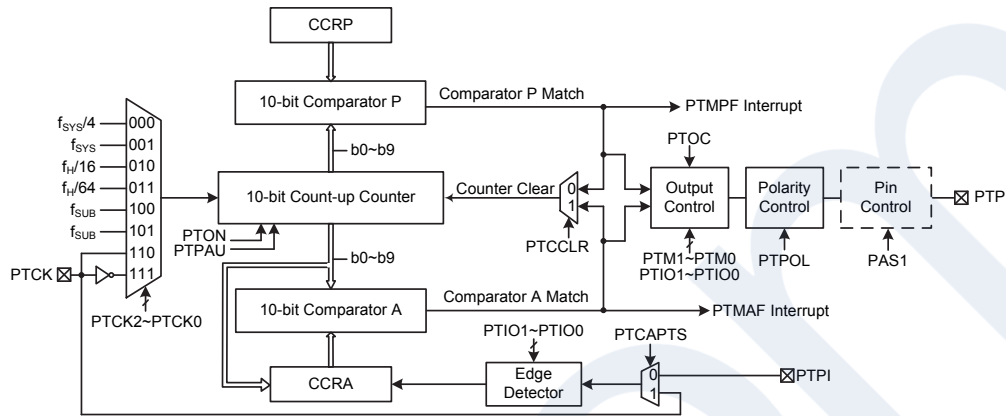 CCRP
10-bit Comparator P
Comparator P Match
PTMPF Interrupt
b0~b9
fSYS/4
000
fSYS
001
fH/16
010
fH/64
011
fSUB
100
fSUB
101
110
111
PTCK
PTCK2~PTCK0
10-bit Count-up Counter
PTON
PTPAU
Counter Clear
0
1
PTCCLR
PTOC
Output
Control
PTM1~PTM0
PTIO1~PTIO0
Polarity
Control
PTPOL
Pin
Control
PAS1
PTP
b0~b9
10-bit Comparator A
Comparator A Match
PTMAF Interrupt
CCRA
PTIO1~PTIO0
Edge
Detector
PTCAPTS
0
1
PTPI